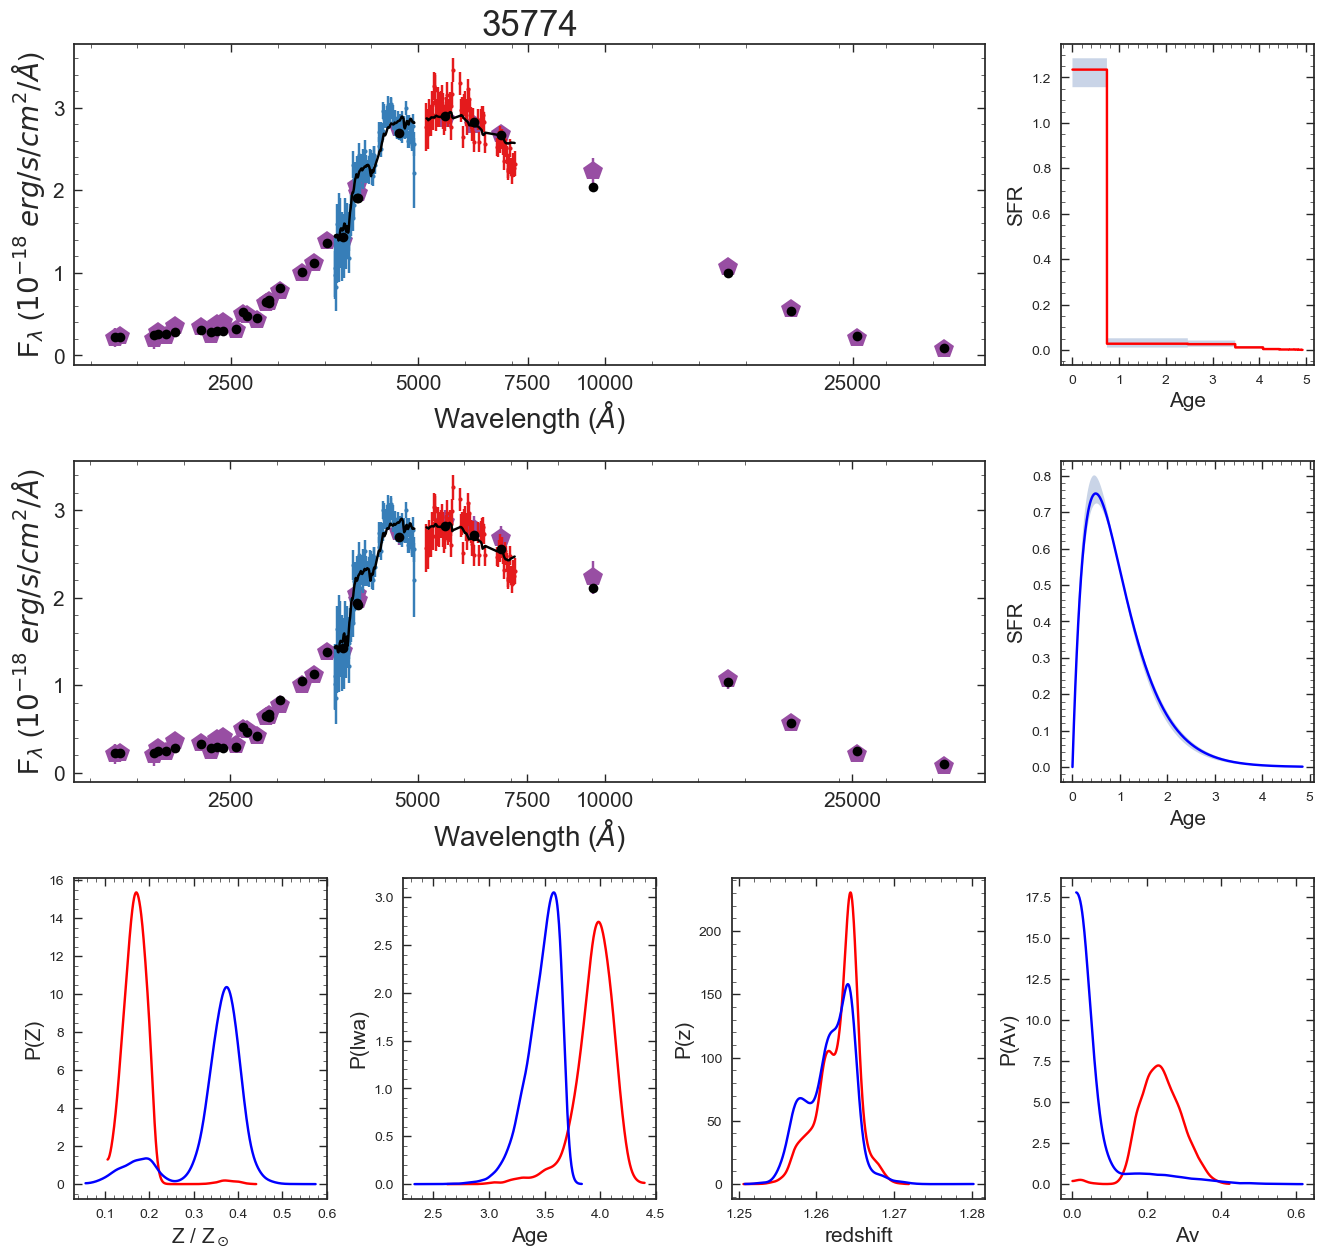 35774
F_λ (10^{-18} erg/s/cm^2/Å)
3
2
1
0
2500 5000 7500 10000 25000
Wavelength (Å)
SFR
1.2
1.0
0.8
0.6
0.4
0.2
0.0
0 1 2 3 4 5
Age
F_λ (10^{-18} erg/s/cm^2/Å)
3
2
1
0
2500 5000 7500 10000 25000
Wavelength (Å)
SFR
0.8
0.7
0.6
0.5
0.4
0.3
0.2
0.1
0.0
0 1 2 3 4 5
Age
P(Z)
16
14
12
10
8
6
4
2
0
0.1 0.2 0.3 0.4 0.5 0.6
Z / Z_⊙
P(lwa)
3.0
2.5
2.0
1.5
1.0
0.5
0.0
2.5 3.0 3.5 4.0 4.5
Age
P(z)
200
150
100
50
0
1.25 1.26 1.27 1.28
redshift
P(Av)
17.5
15.0
12.5
10.0
7.5
5.0
2.5
0.0
0.0 0.2 0.4 0.6
Av